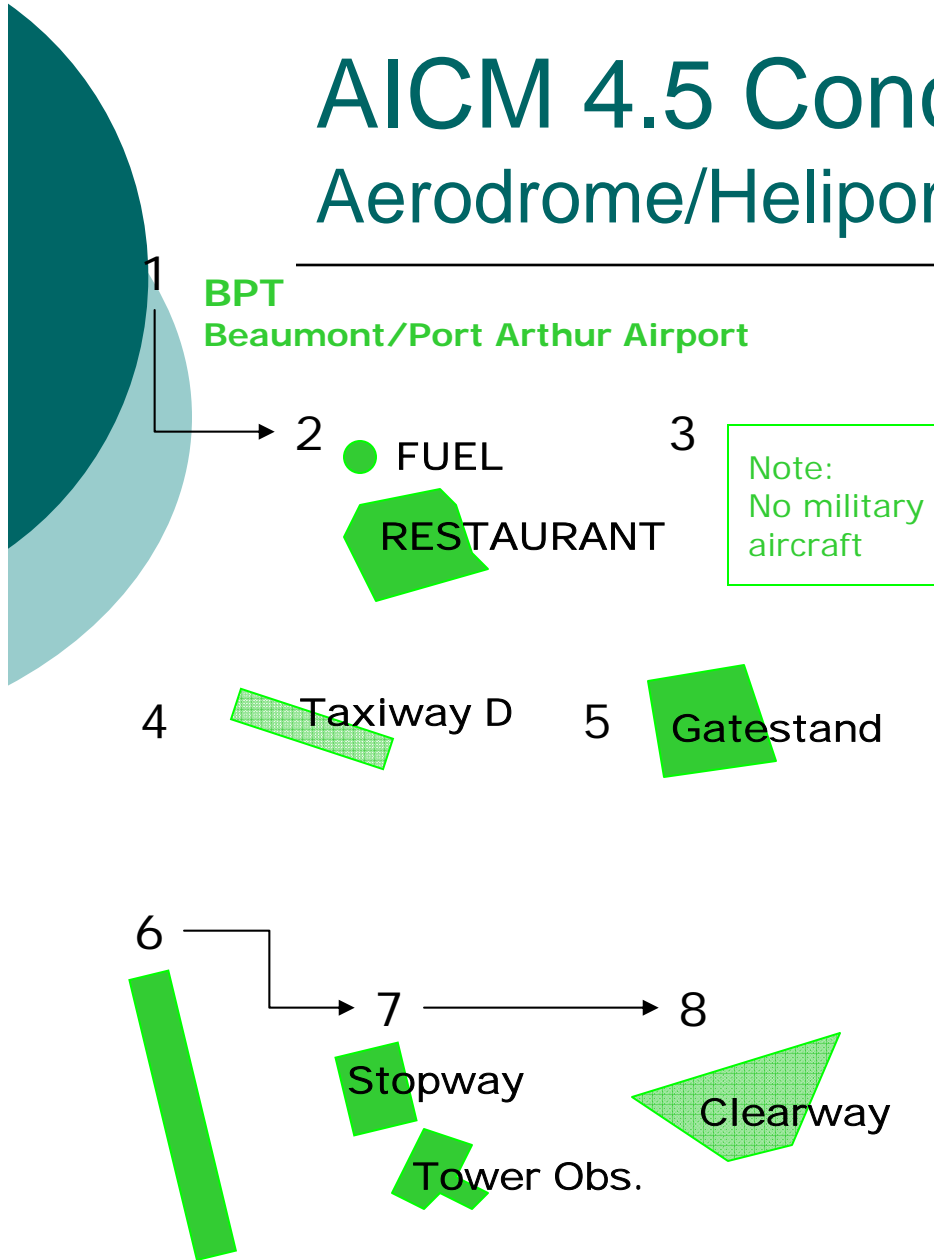 AICM 4.5 Conc
Aerodrome/Helipor
1
BPT
Beaumont/Port Arthur Airport
2
FUEL
RESTAURANT
3
Note:
No military
aircraft
4
Taxiway D
5
Gatestand
6
7
8
Stopway
Clearway
Tower Obs.